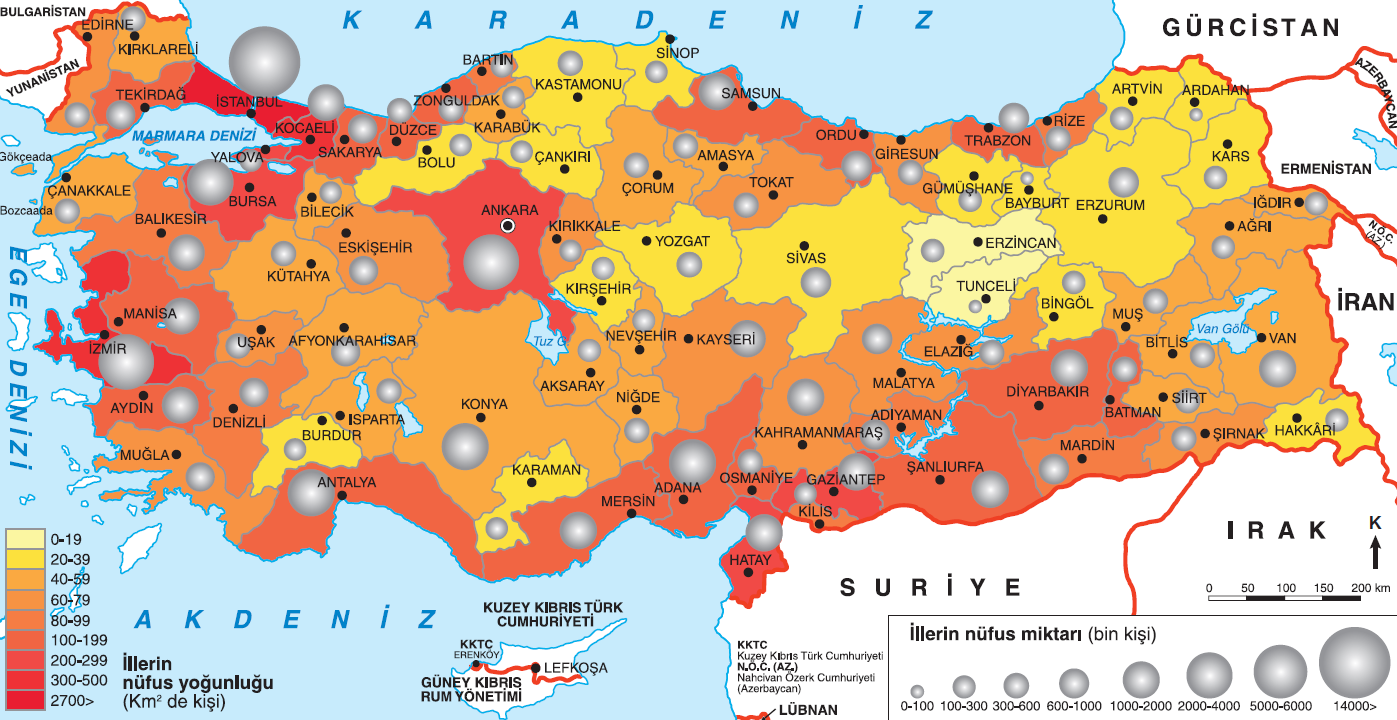 BULGARİSTAN
K A R A D E N İ Z
GÜRCİSTAN
EDİRNE
KIRKLARELİ
SİNOP
YUNANİSTAN
BARTIN
KASTAMONU
AZERBAYCAN
TEKİRDAĞ
İSTANBUL
ZONGULDAK
SAMSUN
ARTVİN
ARDAHAN
MARMARA DENİZİ
KOCAELİ
DÜZCE
KARABÜK
ORDU
GİRESUN
TRABZON
RİZE
YALOVA
SAKARYA
BOLU
ÇANKIRI
AMASYA
KARS
ERMENİSTAN
Gökçeada
ÇANAKKALE
BURSA
BİLECİK
ÇORUM
TOKAT
GÜMÜŞHANE
BAYBURT
ERZURUM
IĞDIR
Bozcaada
BALIKESİR
ANKARA
ESKİŞEHİR
KIRIKKALE
YOZGAT
SİVAS
ERZİNCAN
AĞRI
N.Ö.C.
(AZ.)
EGE DENİZİ
KÜTAHYA
KIRŞEHİR
TUNCELİ
BİNGÖL
İRAN
MANİSA
MUŞ
Van Gölü
İZMİR
UŞAK
AFYONKARAHİSAR
Tuz G.
NEVŞEHİR
KAYSERİ
ELAZIĞ
BİTLİS
VAN
AKSARAY
MALATYA
DİYARBAKIR
AYDIN
DENİZLİ
ISPARTA
KONYA
NİĞDE
ADIYAMAN
BATMAN
SİİRT
BURDUR
KAHRAMANMARAŞ
ŞIRNAK
HAKKÂRİ
MUĞLA
KARAMAN
MARDİN
ANTALYA
MERSİN
ADANA
OSMANİYE
GAZİANTEP
ŞANLIURFA
KİLİS
HATAY
I R A K
K
S U R İ Y E
0 50 100 150 200 km
A K D E N İ Z
0-19
20-39
40-59
60-79
80-99
100-199
200-299
300-500
2700>
İllerin
nüfus yoğunluğu
(Km² de kişi)
KUZEY KIBRIS TÜRK
CUMHURİYETİ
KKTC
ERENKÖY
LEFKOŞA
GÜNEY KIBRIS
RUM YÖNETİMİ
KKTC
Kuzey Kıbrıs Türk Cumhuriyeti
N.Ö.C. (AZ.)
Nahcivan Özerk Cumhuriyeti
(Azerbaycan)
LÜBNAN
İllerin nüfus miktarı (bin kişi)
0-100 100-300 300-600 600-1000 1000-2000 2000-4000 5000-6000 14000>